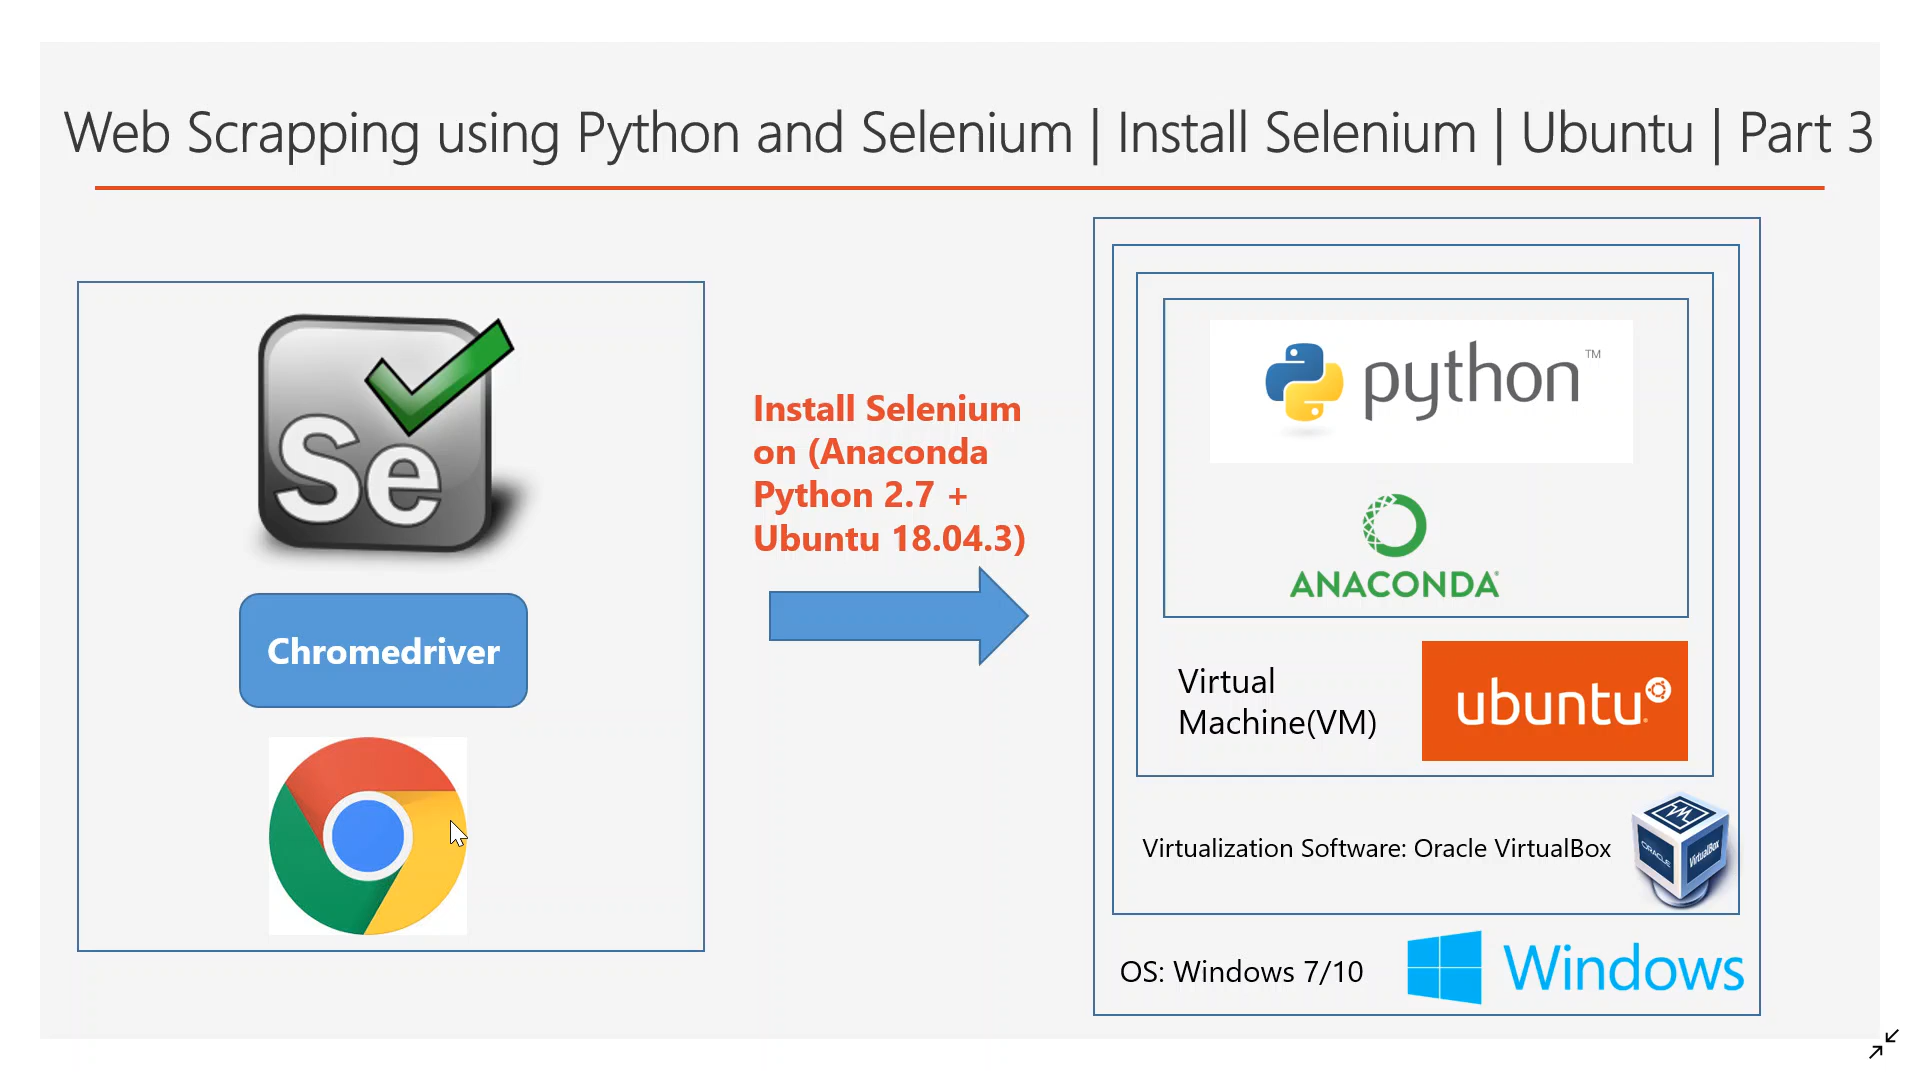 Web Scrapping using Python and Selenium | Install Selenium | Ubuntu | Part 3
Se
Chromedriver
Install Selenium
on (Anaconda
Python 2.7 +
Ubuntu 18.04.3)
python™
ANACONDA®
Virtual
Machine(VM)
ubuntu®
Virtualization Software: Oracle VirtualBox
ORACLE
VirtualBox
OS: Windows 7/10
Windows